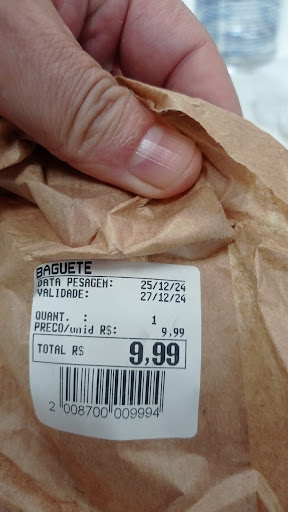 BAGUETE
DATA PESAGEM: 25/12/24
VALIDADE: 27/12/24
QUANT. : 1
PRECO/unid R$: 9,99
TOTAL R$ 9,99
2 008700 009994